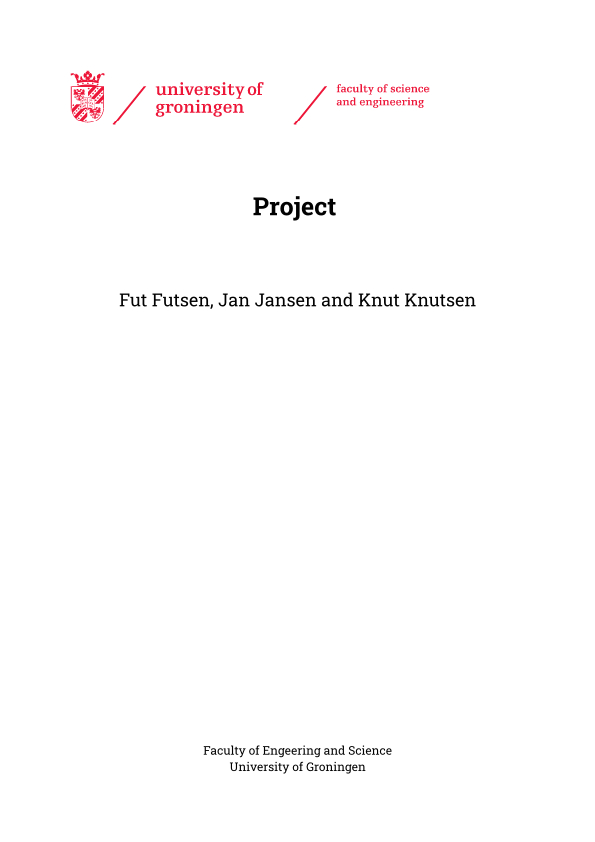 university of
groningen
faculty of science
and engineering
Project
Fut Futsen, Jan Jansen and Knut Knutsen
Faculty of Engeering and Science
University of Groningen